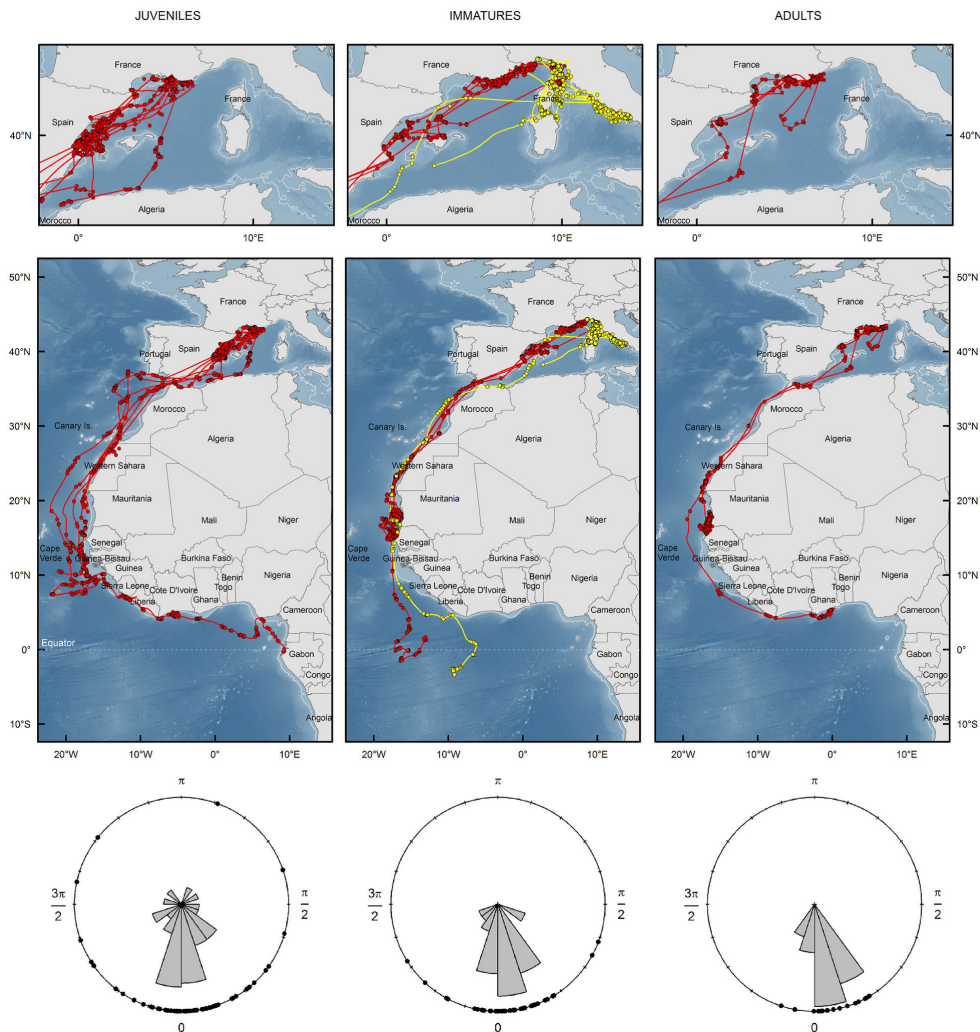 JUVENILES
IMMATURES
ADULTS
France
France
Spain
40°N
Algeria
Morocco
0°
10°E
France
France
Spain
Algeria
Morocco
0°
10°E
France
France
Spain
40°N
Algeria
Morocco
0°
10°E
50°N
France
40°N
Portugal
Spain
Morocco
30°N
Canary Is.
Algeria
Western Sahara
20°N
Mauritania
Mali
Niger
Cape
Verde
Senegal
Guinea-Bissau
Burkina Faso
Guinea
10°N
Benin
Nigeria
Sierra Leone
Cote D'Ivoire
Togo
Liberia
Ghana
Cameroon
Equator
0°
Gabon
Congo
10°S
Angola
20°W
10°W
0°
10°E
France
Portugal
Spain
Morocco
Canary Is.
Algeria
Western Sahara
Mauritania
Mali
Niger
Cape
Verde
Senegal
Guinea-Bissau
Burkina Faso
Guinea
Benin
Nigeria
Sierra Leone
Cote D'Ivoire
Togo
Liberia
Ghana
Cameroon
Gabon
Congo
Angola
20°W
10°W
0°
10°E
50°N
France
40°N
Portugal
Spain
Morocco
30°N
Canary Is.
Algeria
Western Sahara
20°N
Mauritania
Mali
Niger
Cape
Verde
Senegal
Guinea-Bissau
Burkina Faso
Guinea
10°N
Benin
Nigeria
Sierra Leone
Cote D'Ivoire
Togo
Liberia
Ghana
Cameroon
0°
Gabon
Congo
10°S
Angola
20°W
10°W
0°
10°E
π
3π
2
π
2
0
π
3π
2
π
2
0
π
3π
2
π
2
0